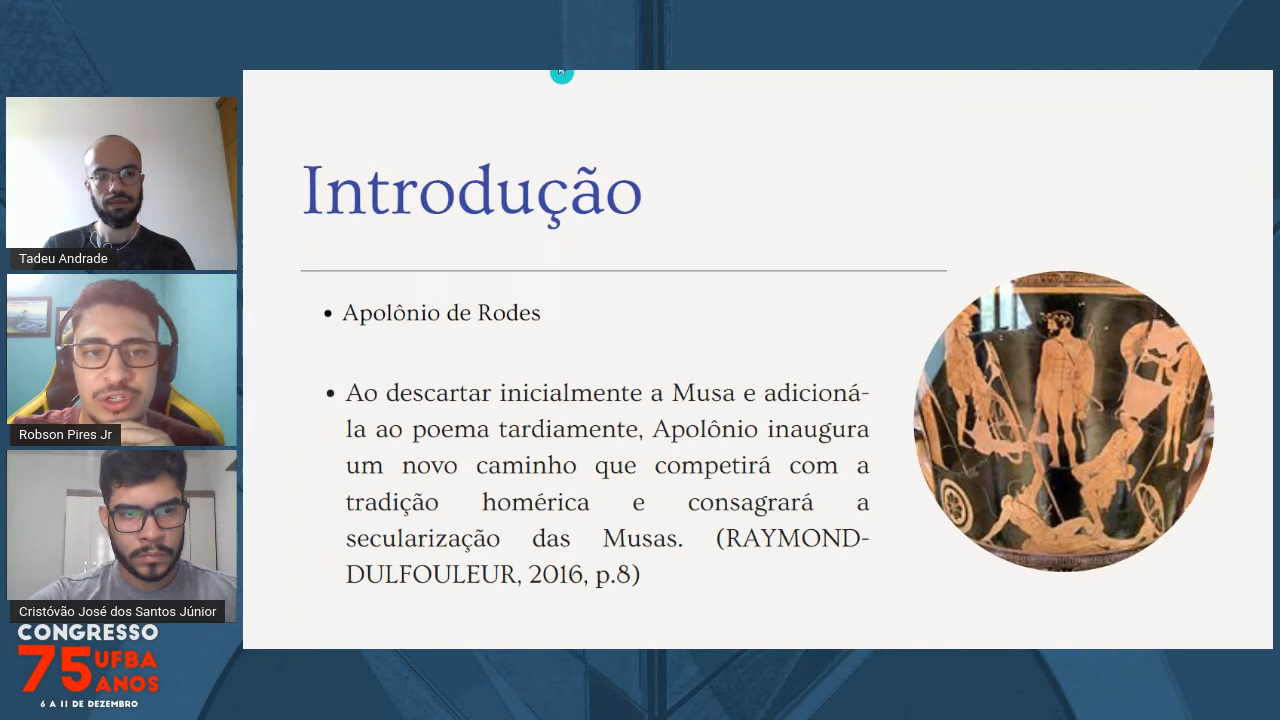 Tadeu Andrade
Robson Pires Jr
Cristóvão José dos Santos Júnior
CONGRESSO
75 UFBA
ANOS
6 A 11 DE DEZEMBRO
Introdução
• Apolônio de Rodes
• Ao descartar inicialmente a Musa e adicioná-
la ao poema tardiamente, Apolônio inaugura
um novo caminho que competirá com a
tradição homérica e consagrará a
secularização das Musas. (RAYMOND-
DULFOULEUR, 2016, p.8)